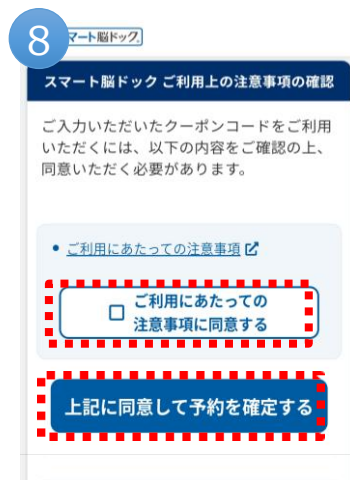 8
マート脳ドック.
スマート脳ドック ご利用上の注意事項の確認
ご入力いただいたクーポンコードをご利用
いただくには、以下の内容をご確認の上、
同意いただく必要があります。
• ご利用にあたっての注意事項
□ ご利用にあたっての
注意事項に同意する
上記に同意して予約を確定する